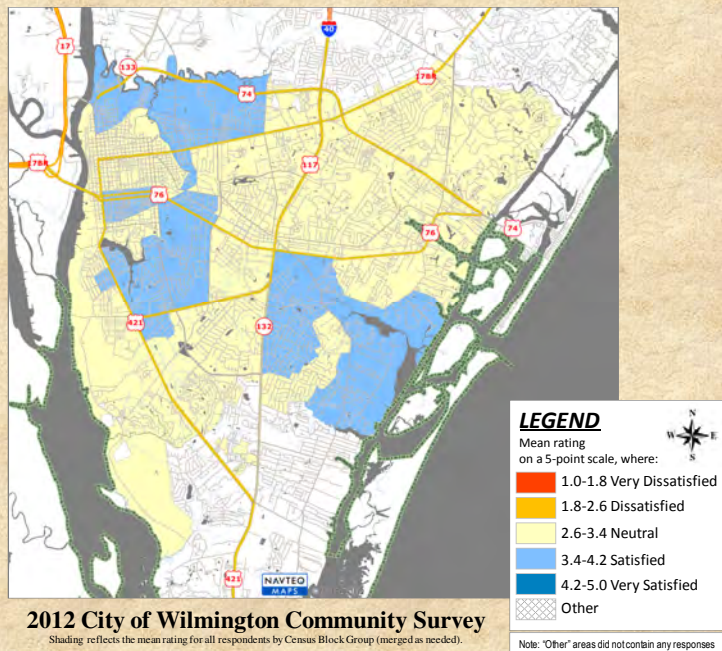 17
40
133
17BR
74
17BR
117
76
76
74
421
132
421
NAVTEQ
MAPS
LEGEND
N
W E
S
Mean rating
on a 5-point scale, where:
1.0-1.8 Very Dissatisfied
1.8-2.6 Dissatisfied
2.6-3.4 Neutral
3.4-4.2 Satisfied
4.2-5.0 Very Satisfied
Other
2012 City of Wilmington Community Survey
Shading reflects the mean rating for all respondents by Census Block Group (merged as needed).
Note: "Other" areas did not contain any responses